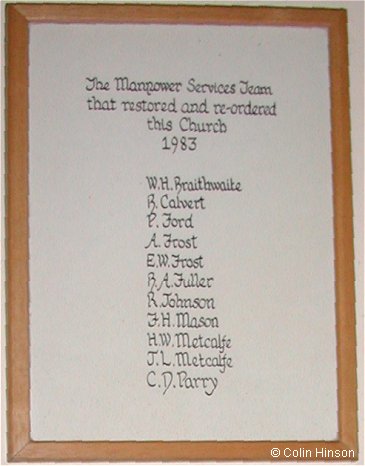 The Manpower Services Team
that restored and re-ordered
this Church
1983
W.H. Braithwaite
R. Calvert
P. Ford
A. Frost
E.W. Frost
R.A. Fuller
R. Johnson
F.H. Mason
H.W. Metcalfe
J.L. Metcalfe
C.D. Parry
© Colin Hinson